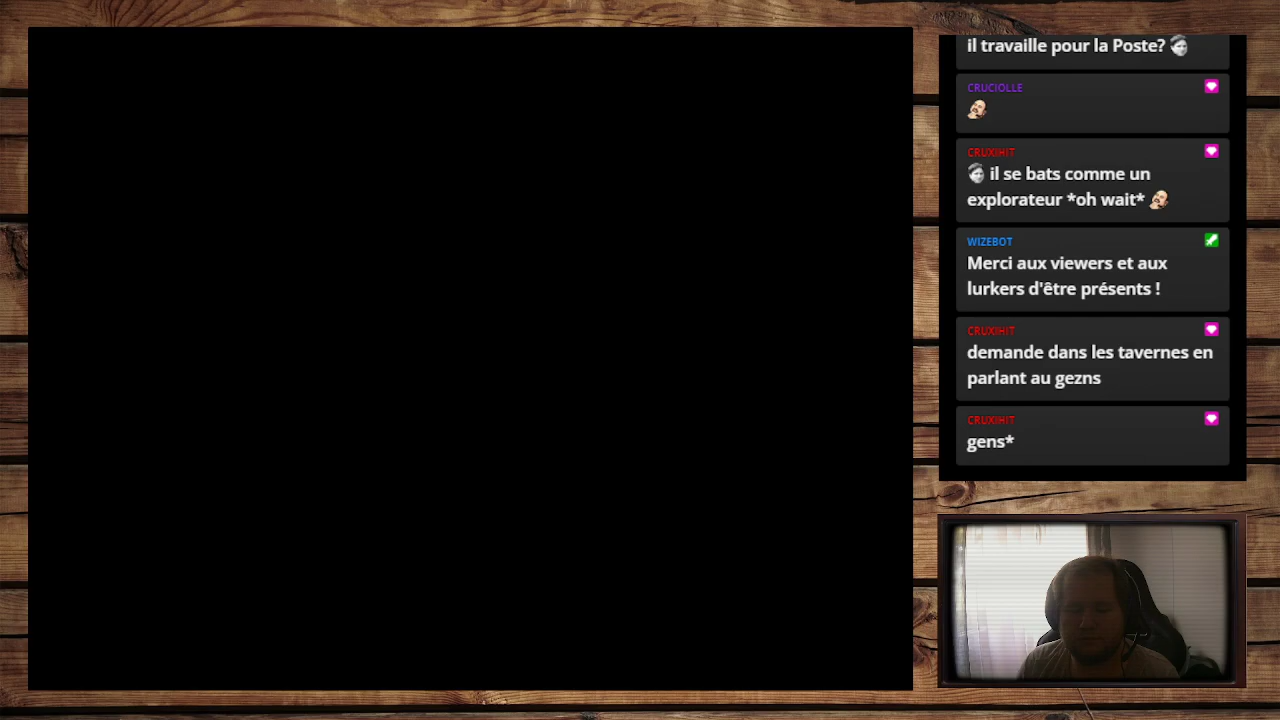 il travaille pour la Poste?
CRUCIOLLE
CRUXIHIT
il se bats comme un
explorateur *oh wait*
WIZEBOT
Merci aux viewers et aux
lurkers d'être présents !
CRUXIHIT
demande dans les tavernes en
parlant au gezns
CRUXIHIT
gens*